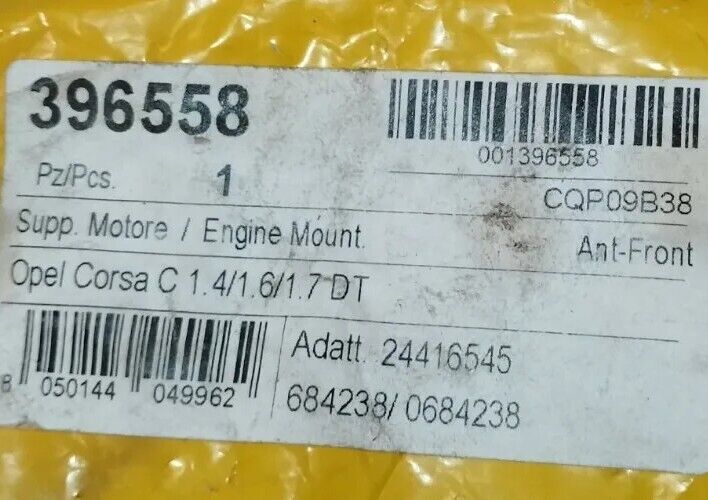 396558
001396558
Pz/Pcs. 1
CQP09B38
Supp. Motore / Engine Mount.
Ant-Front
Opel Corsa C 1.4/1.6/1.7 DT
8 050144 049962
Adatt. 24416545
684238/ 0684238